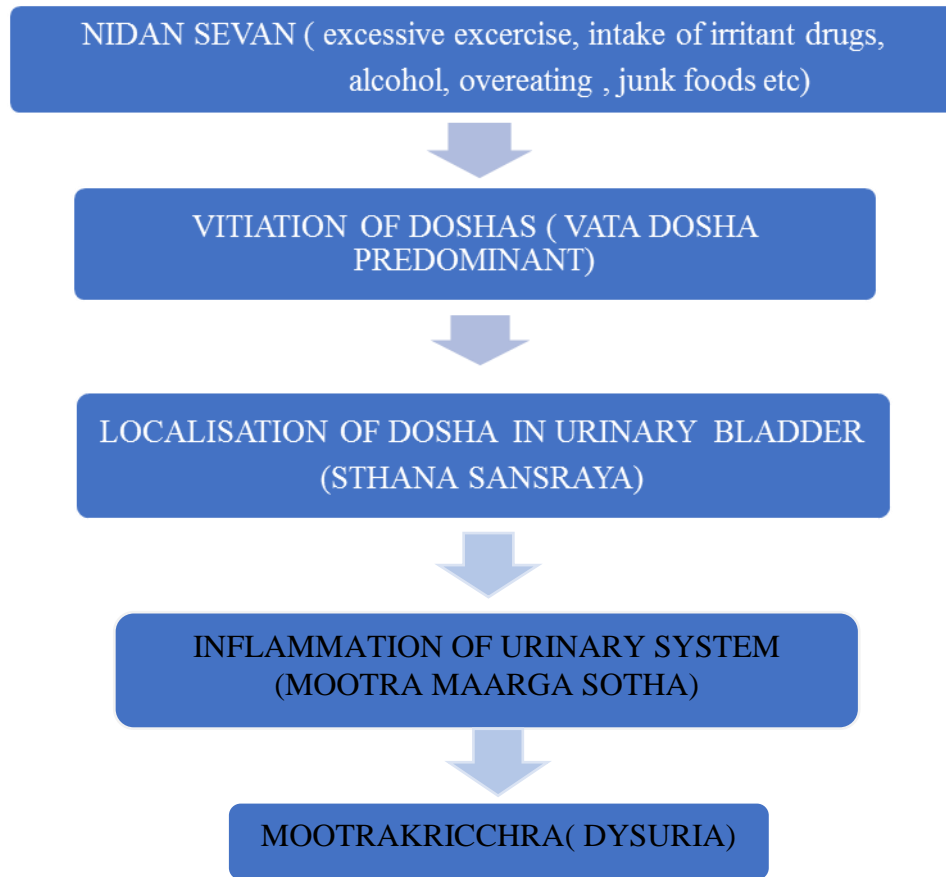 NIDAN SEVAN ( excessive excercise, intake of irritant drugs,
alcohol, overeating , junk foods etc)
VITIATION OF DOSHAS ( VATA DOSHA
PREDOMINANT)
LOCALISATION OF DOSHA IN URINARY BLADDER
(STHANA SANSRAYA)
INFLAMMATION OF URINARY SYSTEM
(MOOTRA MAARGA SOTHA)
MOOTRAKRICCHRA( DYSURIA)